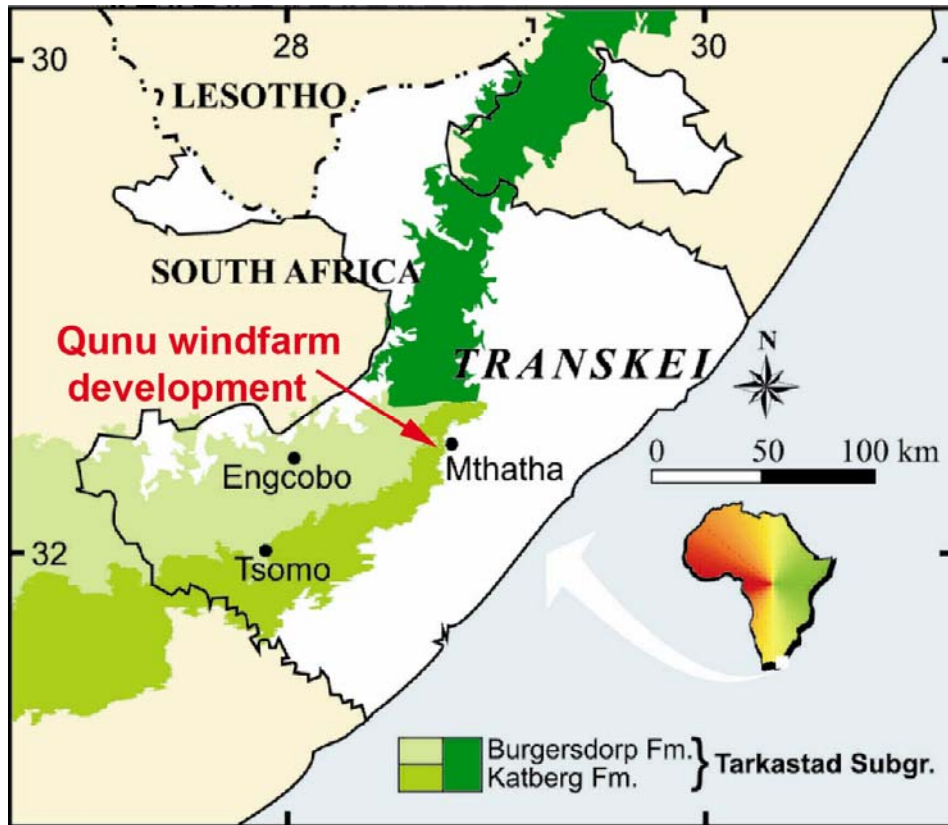 28
30
30
LESOTHO
SOUTH AFRICA
Qunu windfarm
development
TRANSKEI
N
0 50 100 km
Engcobo
Mthatha
32
Tsomo
Burgersdorp Fm.
Katberg Fm.
} Tarkastad Subgr.